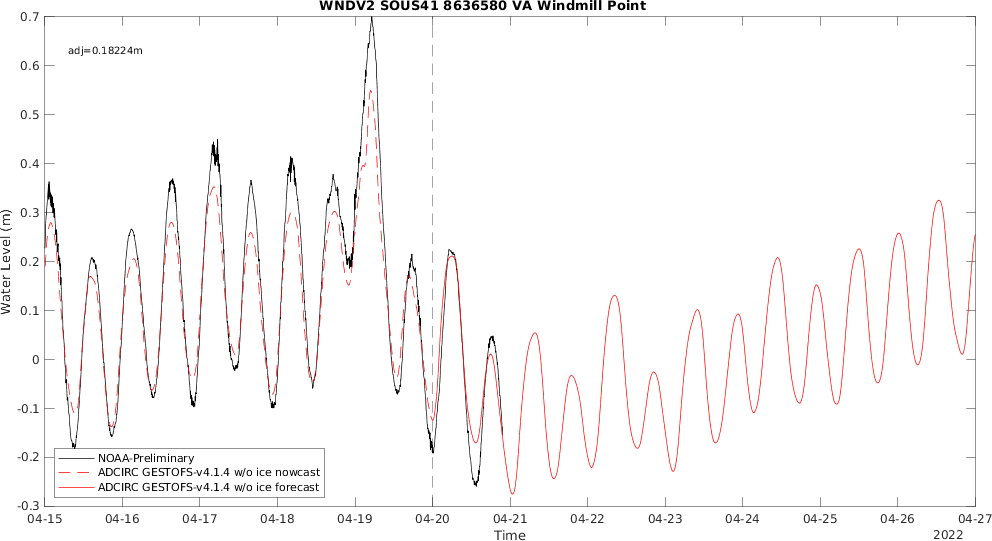 WNDV2 SOUS41 8636580 VA Windmill Point
adj=0.18224m
Water Level (m)
0.7
0.6
0.5
0.4
0.3
0.2
0.1
0
-0.1
-0.2
-0.3
NOAA-Preliminary
ADCIRC GESTOFS-v4.1.4 w/o ice nowcast
ADCIRC GESTOFS-v4.1.4 w/o ice forecast
04-15 04-16 04-17 04-18 04-19 04-20 04-21 04-22 04-23 04-24 04-25 04-26 04-27
Time
2022